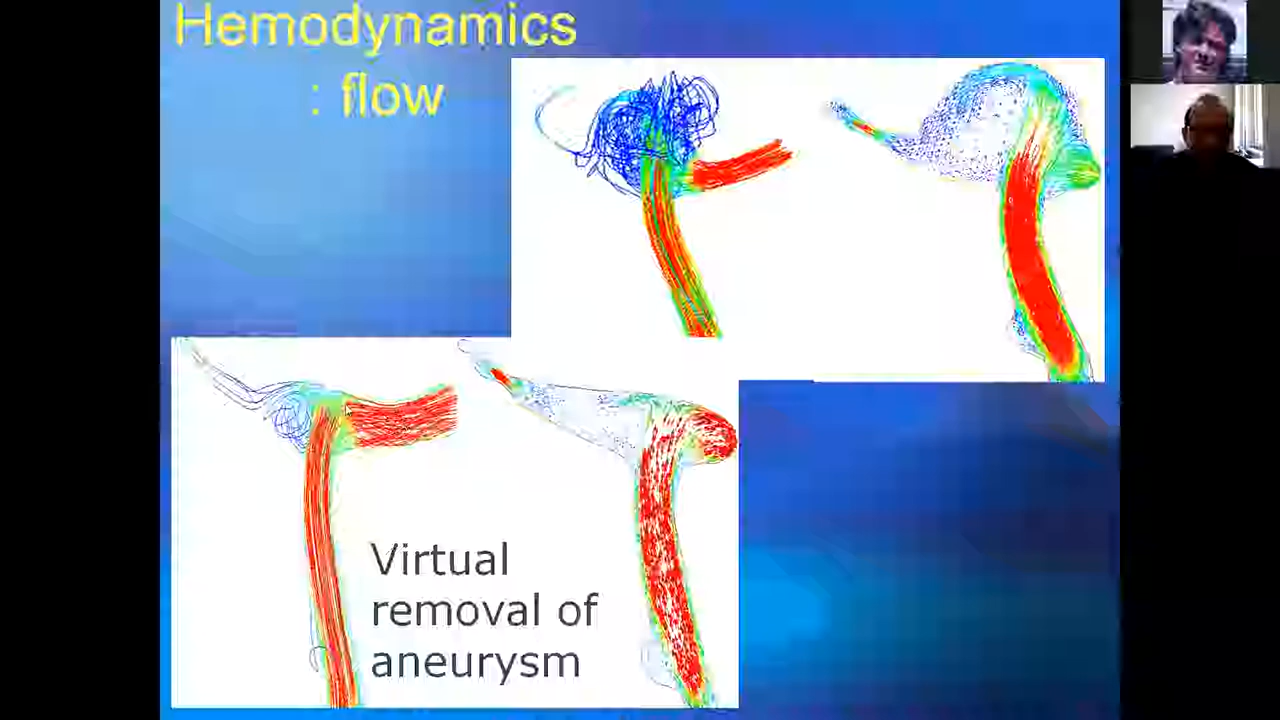 Hemodynamics
: flow
Virtual
removal of
aneurysm